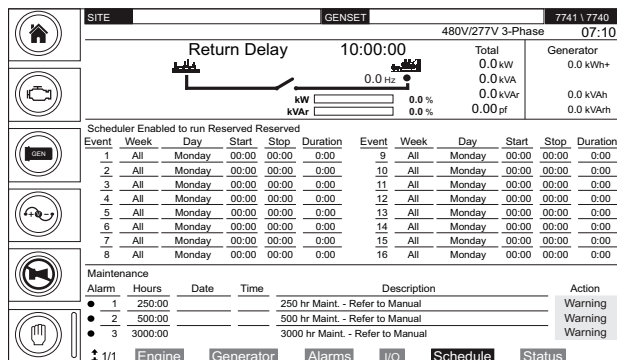 SITE GENSET 7741 \ 7740
480V/277V 3-Phase 07:10
Return Delay 10:00:00 Total Generator
0.0 kW 0.0 kWh+
0.0 Hz 0.0 kVA
kW 0.0 % 0.0 kVAr 0.0 kVAh
kVAr 0.0 % 0.00 pf 0.0 kVArh
Scheduler Enabled to run Reserved Reserved
Event Week Day Start Stop Duration Event Week Day Start Stop Duration
1 All Monday 00:00 00:00 0:00 9 All Monday 00:00 00:00 0:00
2 All Monday 00:00 00:00 0:00 10 All Monday 00:00 00:00 0:00
GEN
3 All Monday 00:00 00:00 0:00 11 All Monday 00:00 00:00 0:00
4 All Monday 00:00 00:00 0:00 12 All Monday 00:00 00:00 0:00
5 All Monday 00:00 00:00 0:00 13 All Monday 00:00 00:00 0:00
6 All Monday 00:00 00:00 0:00 14 All Monday 00:00 00:00 0:00
7 All Monday 00:00 00:00 0:00 15 All Monday 00:00 00:00 0:00
8 All Monday 00:00 00:00 0:00 16 All Monday 00:00 00:00 0:00
Maintenance
Alarm Hours Date Time Description Action
1 250:00 250 hr Maint. - Refer to Manual Warning
2 500:00 500 hr Maint. - Refer to Manual Warning
3 3000:00 3000 hr Maint. - Refer to Manual Warning
1/1 Engine Generator Alarms I/O Schedule Status